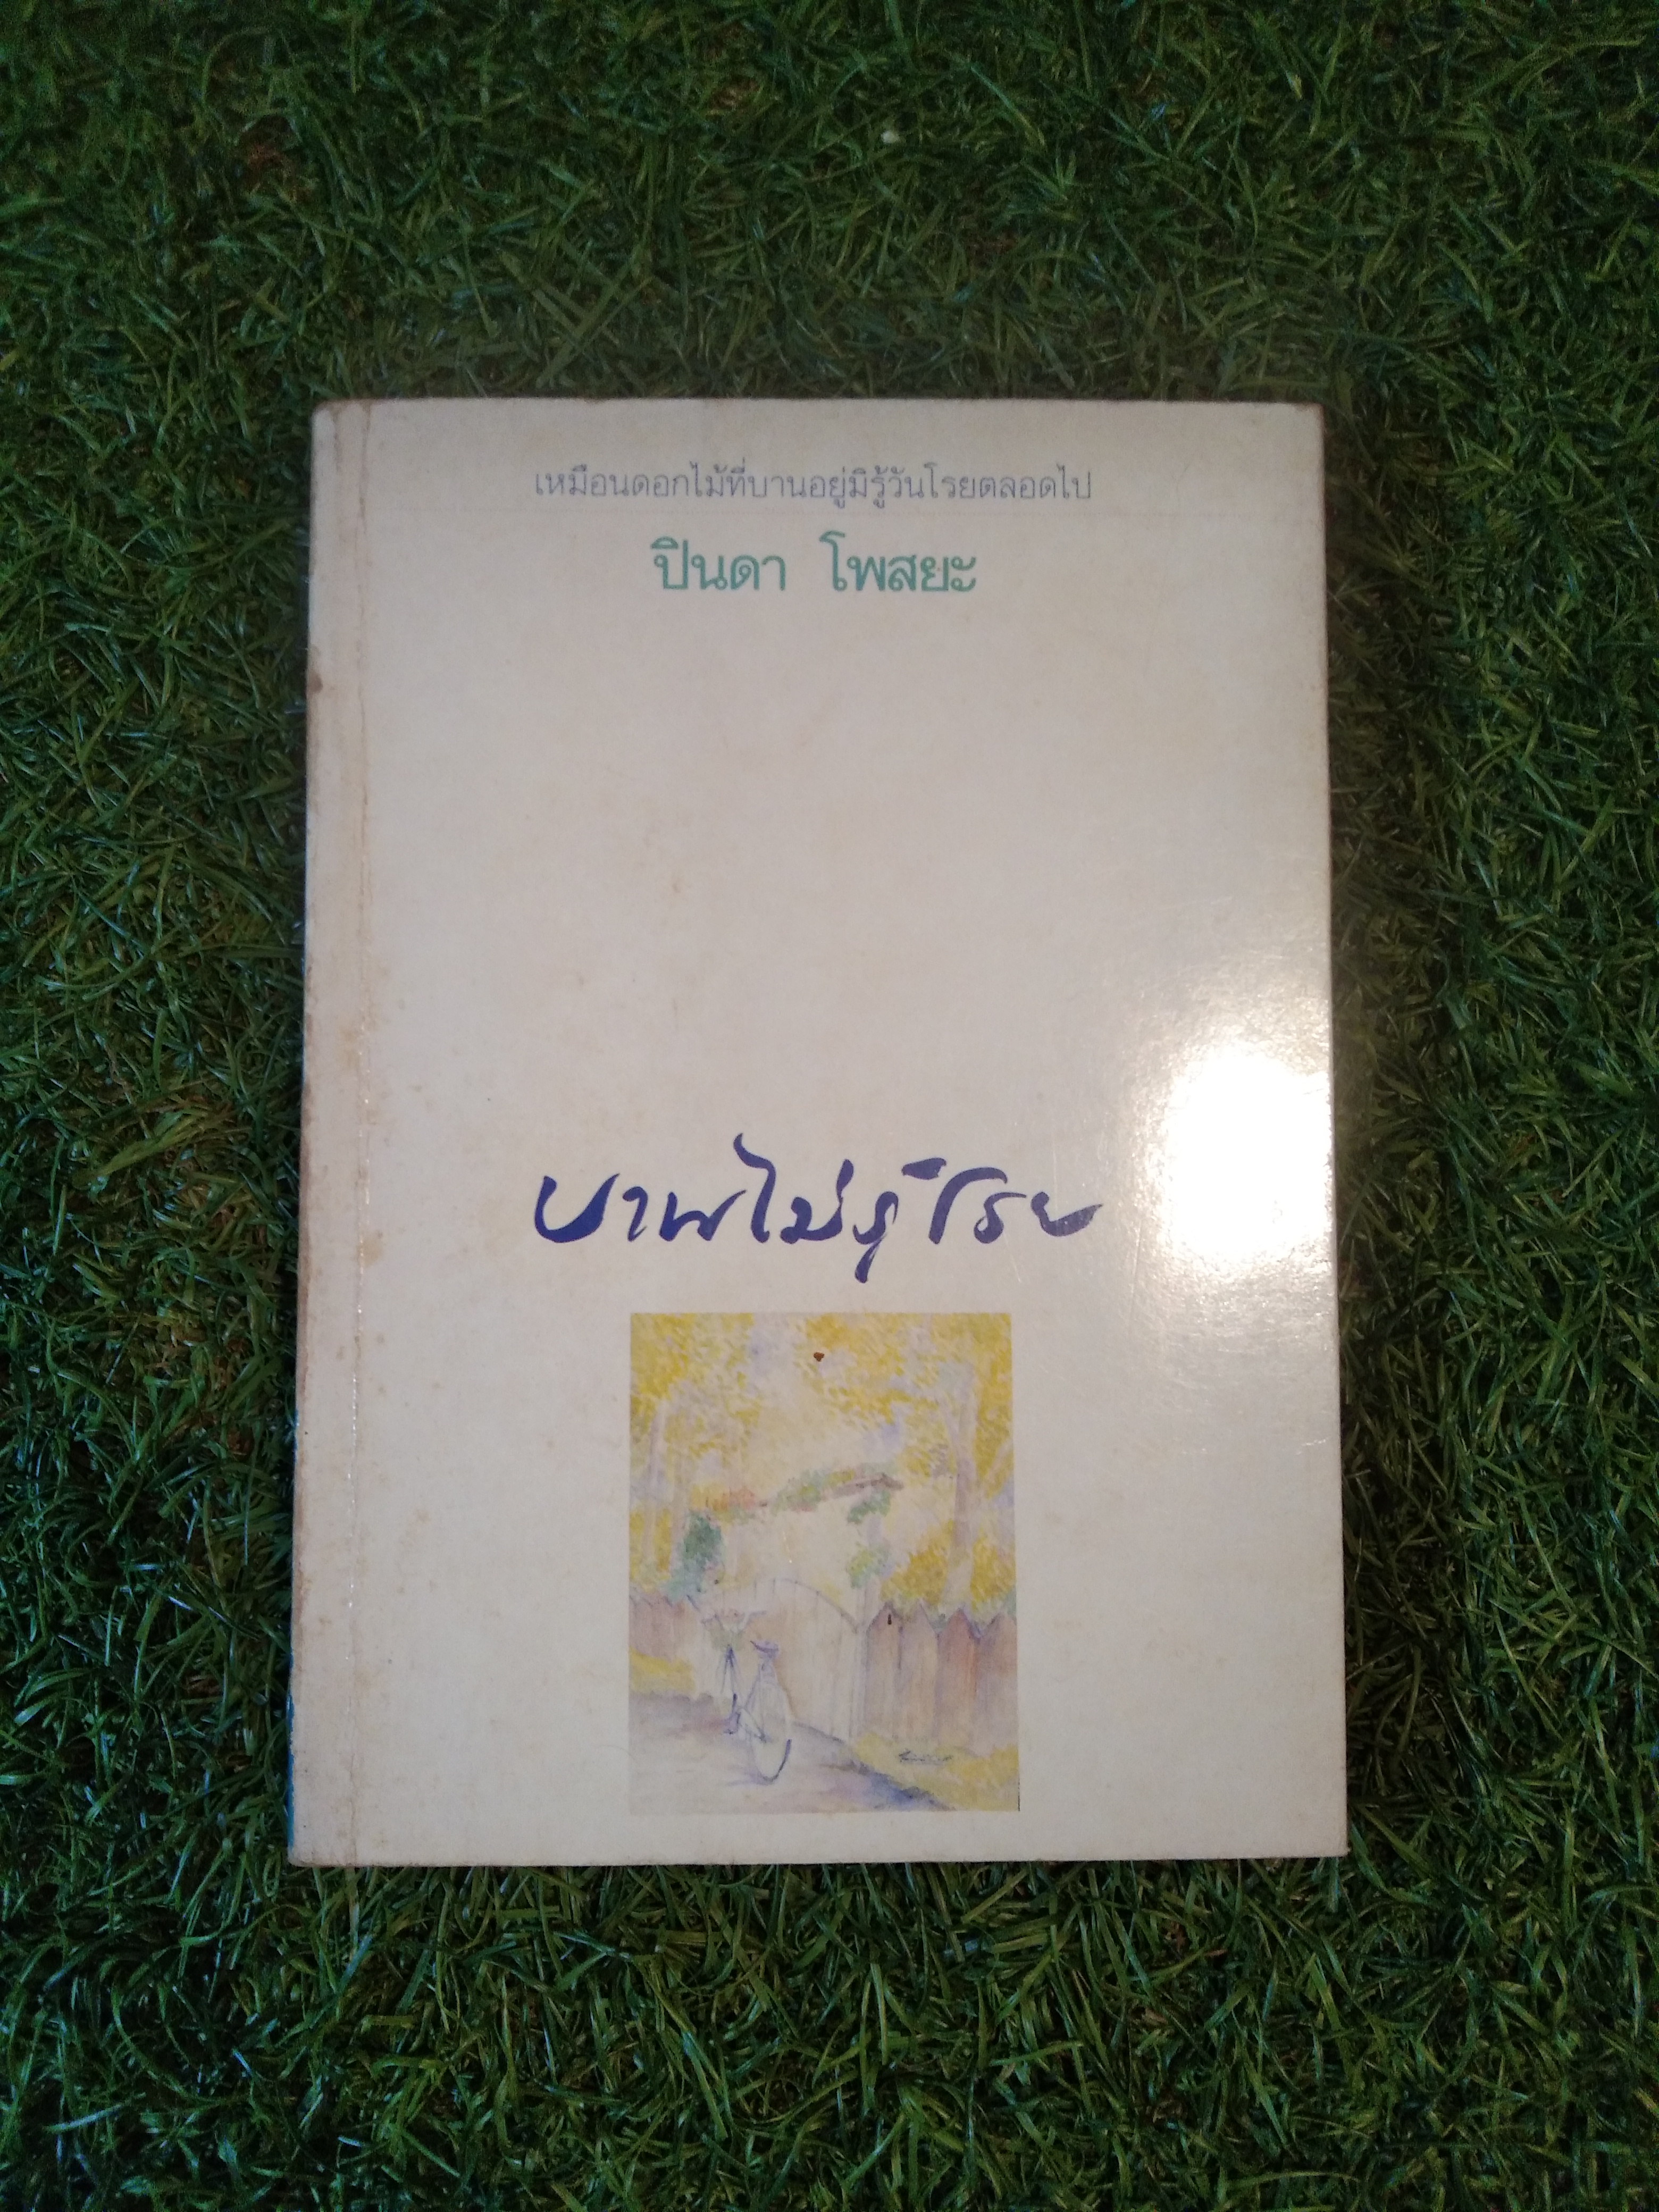 เหมือนดอกไม้ที่บานอยู่มิรู้วันโรยตลอดไป
ปินดา โพสยะ
บานไม่รู้โรย